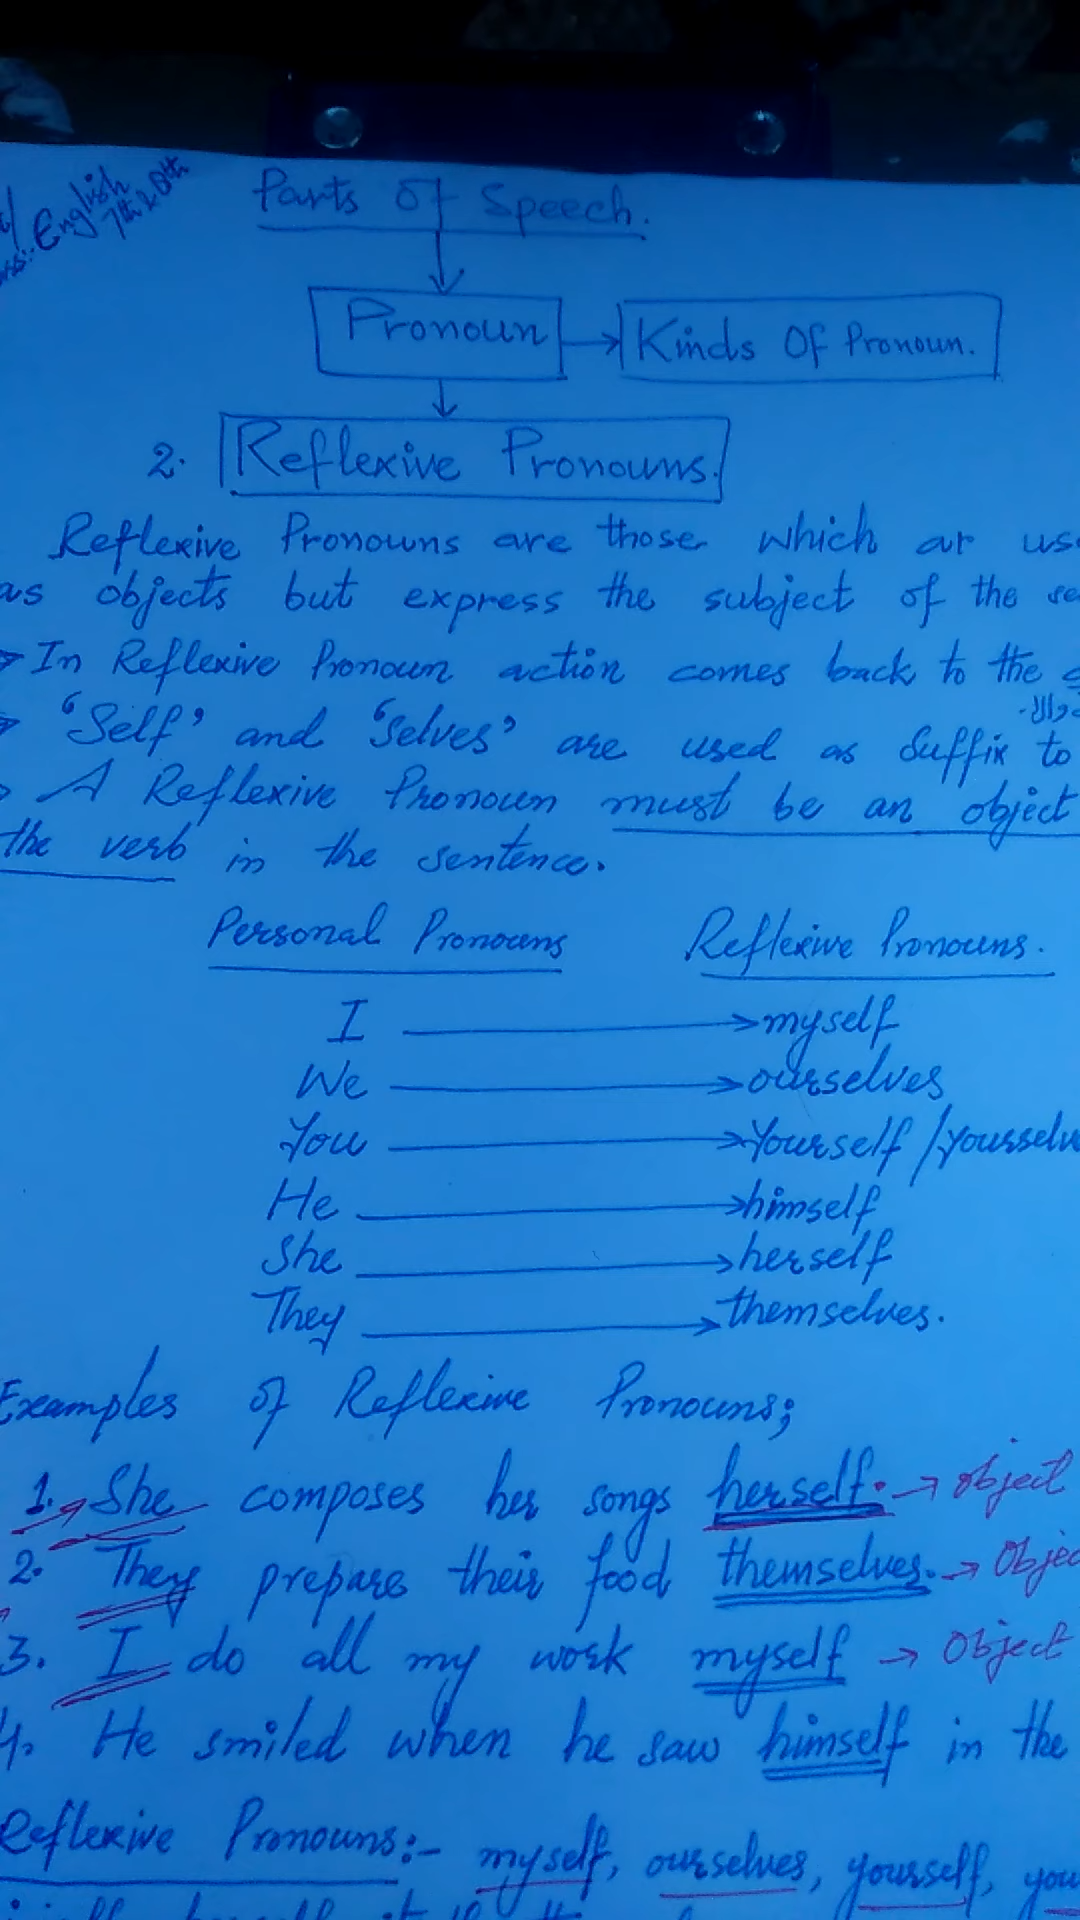 English
7th & 8th
Parts Of Speech.
Pronoun
Kinds Of Pronoun.
2. Reflexive Pronouns.
Reflexive Pronouns are those which ar
as objects but express the subject of the
In Reflexive Pronoun action comes back to the
'Self' and 'Selves' are used as Suffix to
A Reflexive Pronoun must be an object
the verb in the sentence.
Personal Pronouns Reflexive Pronouns.
I → myself
We → ourselves
You → Yourself /
He → himself
She → herself
They → themselves.
Examples of Reflexive Pronouns;
1. → She composes her songs herself. → object
2. They prepare their food themselves. →
3. I do all my work myself → object
4. He smiled when he saw himself in the
Reflexive Pronouns:- myself, ourselves, yourself,